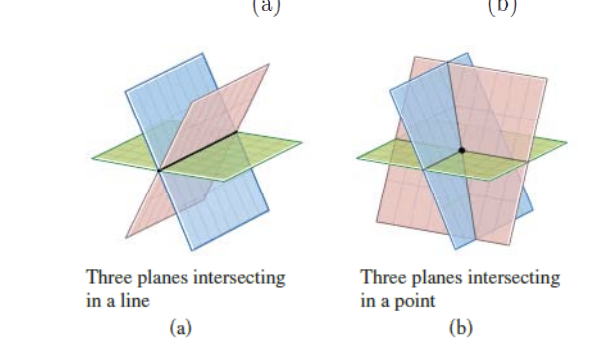 (a) (b)
Three planes intersecting Three planes intersecting
in a line in a point
(a) (b)